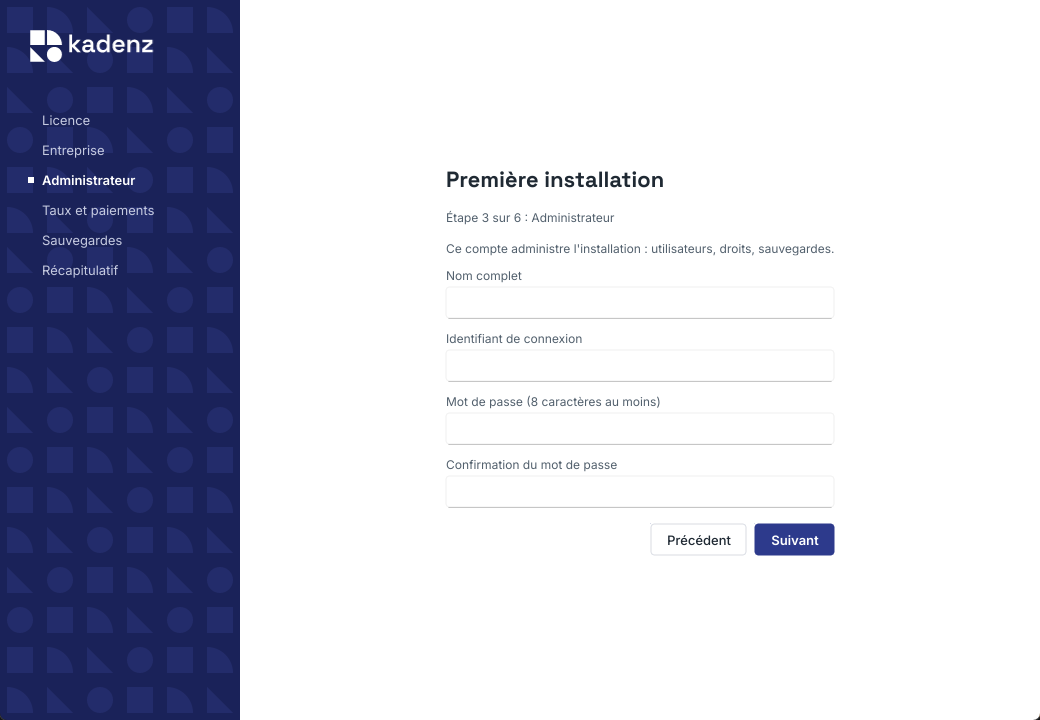 kadenz
Licence
Entreprise
Administrateur
Taux et paiements
Sauvegardes
Récapitulatif
Première installation
Étape 3 sur 6 : Administrateur
Ce compte administre l'installation : utilisateurs, droits, sauvegardes.
Nom complet
Identifiant de connexion
Mot de passe (8 caractères au moins)
Confirmation du mot de passe
Précédent
Suivant